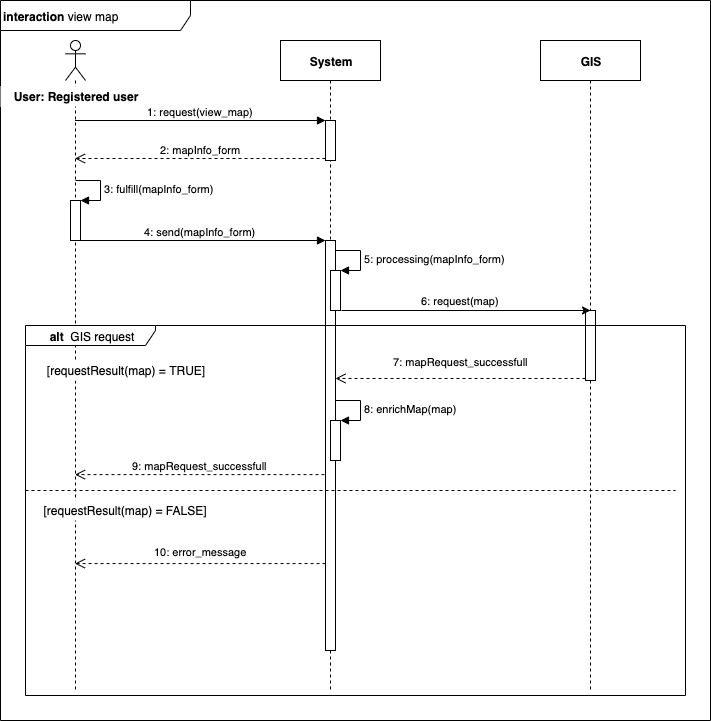 interaction view map
System
GIS
User: Registered user
1: request(view_map)
2: mapInfo_form
3: fulfill(mapInfo_form)
4: send(mapInfo_form)
5: processing(mapInfo_form)
6: request(map)
alt GIS request
7: mapRequest_successfull
[requestResult(map) = TRUE]
8: enrichMap(map)
9: mapRequest_successfull
[requestResult(map) = FALSE]
10: error_message